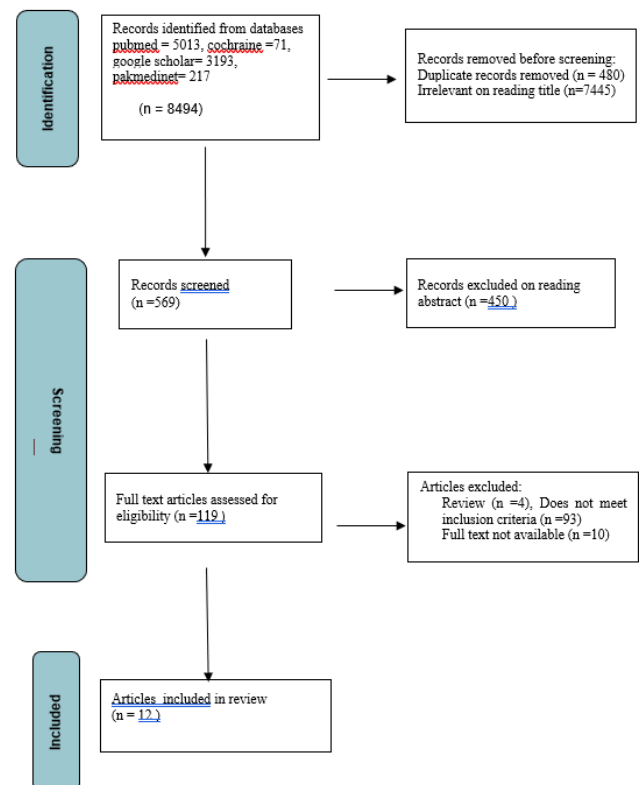 Identification
Records identified from databases
pubmed = 5013, cochraine =71,
google scholar= 3193,
pakmedinet= 217
(n = 8494)
Records removed before screening:
Duplicate records removed (n = 480)
Irrelevant on reading title (n=7445)
Screening
Records screened
(n =569)
Records excluded on reading
abstract (n =450 )
Full text articles assessed for
eligibility (n =119 )
Articles excluded:
Review (n =4), Does not meet
inclusion criteria (n =93)
Full text not available (n =10)
Included
Articles included in review
(n = 12 )